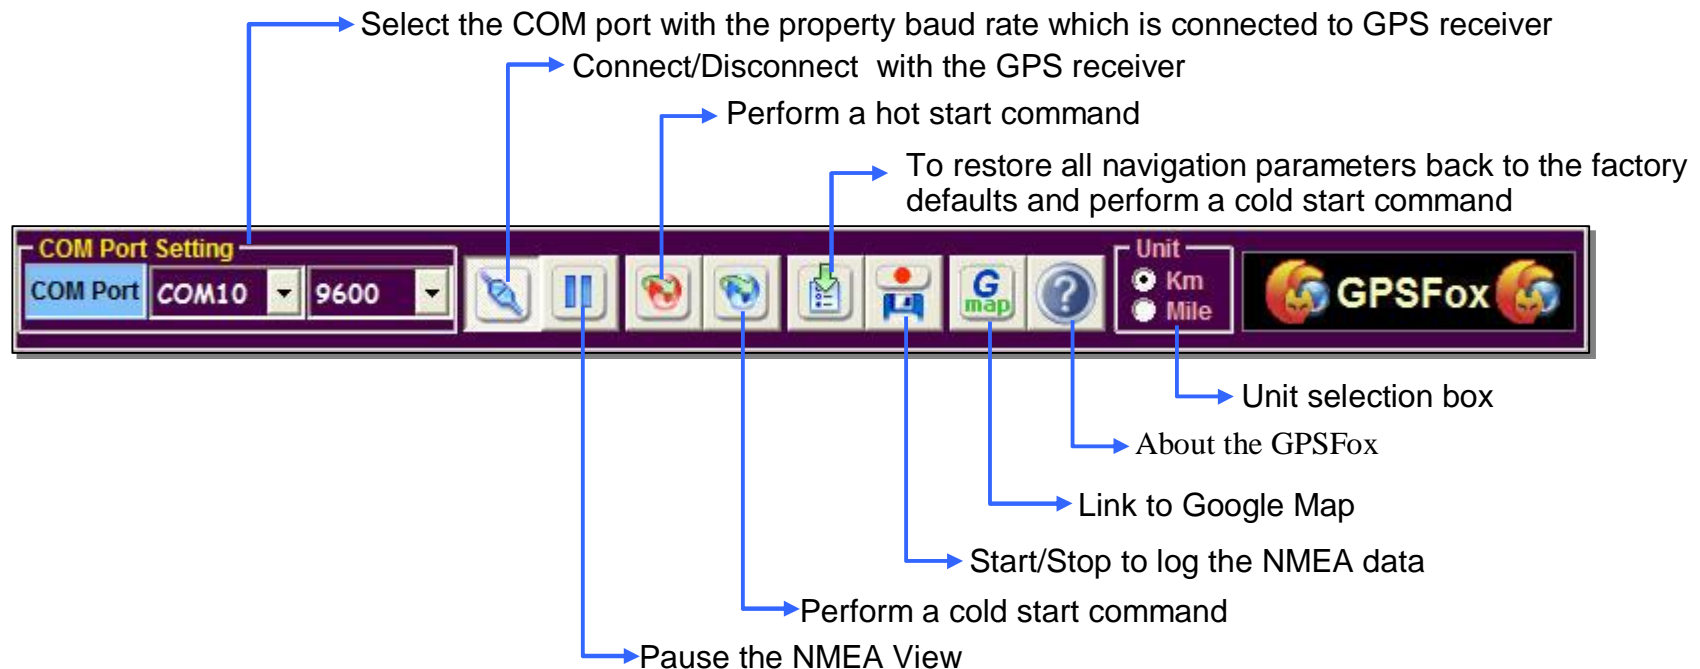 Select the COM port with the property baud rate which is connected to GPS receiver
Connect/Disconnect with the GPS receiver
Perform a hot start command
To restore all navigation parameters back to the factory
defaults and perform a cold start command
COM Port Setting
COM Port COM10 9600
G
map
?
Unit
Km
Mile
GPSFox
Unit selection box
About the GPSFox
Link to Google Map
Start/Stop to log the NMEA data
Perform a cold start command
Pause the NMEA View